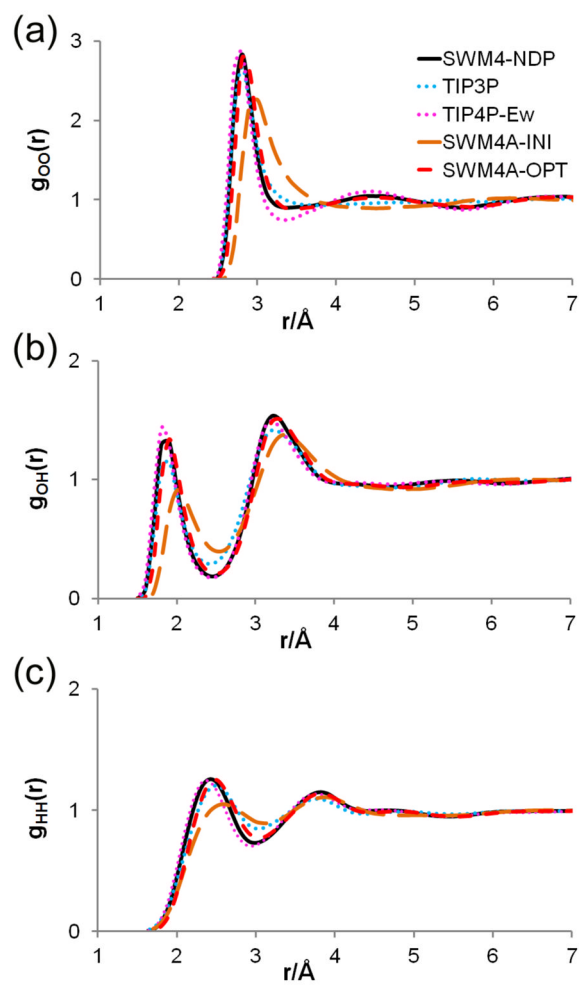 (a)
3
2
1
0
g_OO(r)
1 2 3 4 5 6 7
r/Å
SWM4-NDP
TIP3P
TIP4P-Ew
SWM4A-INI
SWM4A-OPT
(b)
2
1
0
g_OH(r)
1 2 3 4 5 6 7
r/Å
(c)
2
1
0
g_HH(r)
1 2 3 4 5 6 7
r/Å